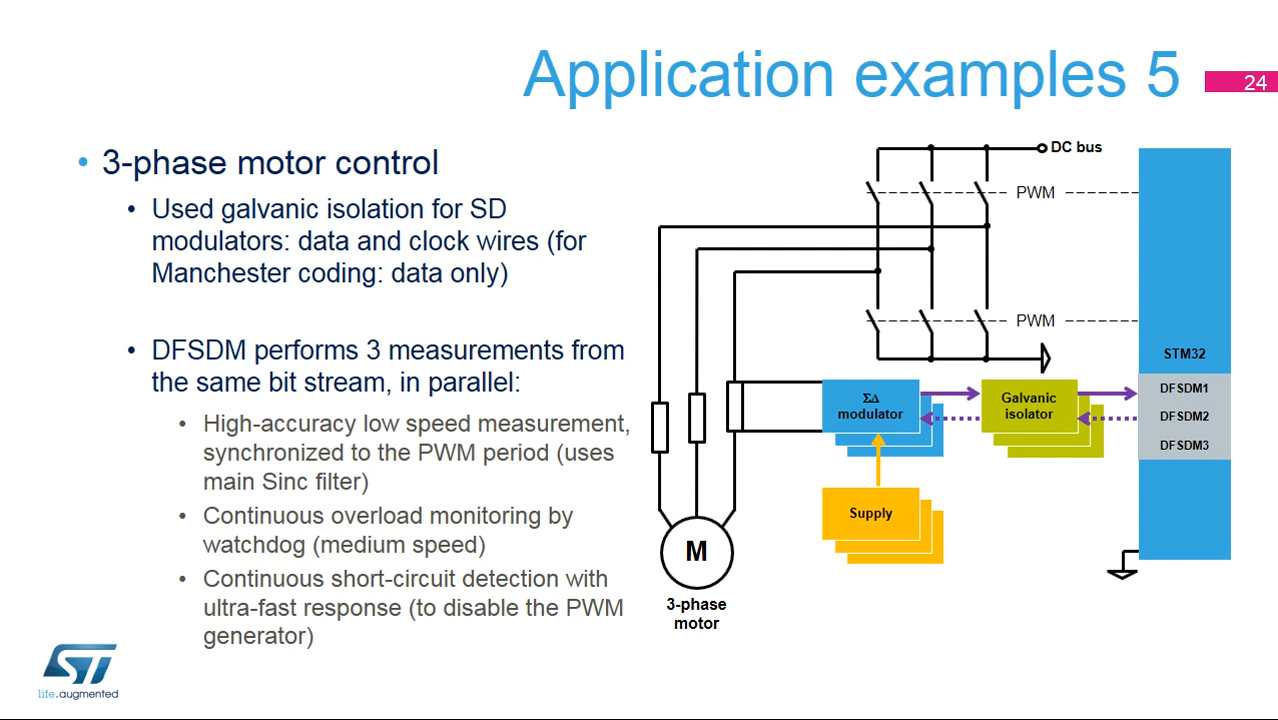 Application examples 5
24
• 3-phase motor control
• Used galvanic isolation for SD
modulators: data and clock wires (for
Manchester coding: data only)
• DFSDM performs 3 measurements from
the same bit stream, in parallel:
• High-accuracy low speed measurement,
synchronized to the PWM period (uses
main Sinc filter)
• Continuous overload monitoring by
watchdog (medium speed)
• Continuous short-circuit detection with
ultra-fast response (to disable the PWM
generator)
DC bus
PWM
PWM
STM32
DFSDM1
DFSDM2
DFSDM3
ΣΔ
modulator
Galvanic
isolator
Supply
M
3-phase
motor
ST
life.augmented